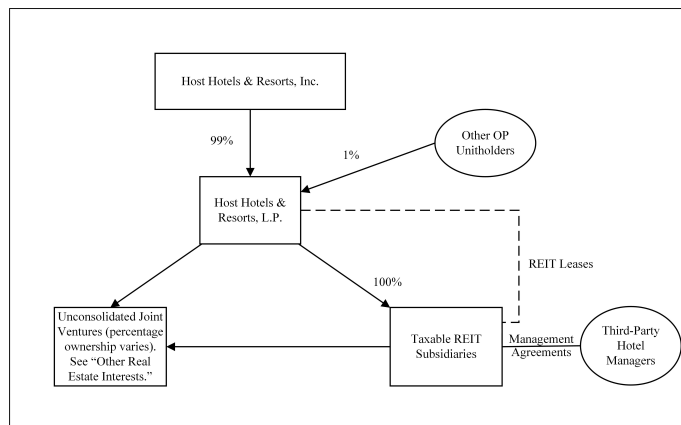 Host Hotels & Resorts, Inc.
99%
Other OP
Unitholders
1%
Host Hotels &
Resorts, L.P.
REIT Leases
100%
Unconsolidated Joint
Ventures (percentage
ownership varies).
See “Other Real
Estate Interests.”
Taxable REIT
Subsidiaries
Management
Agreements
Third-Party
Hotel
Managers